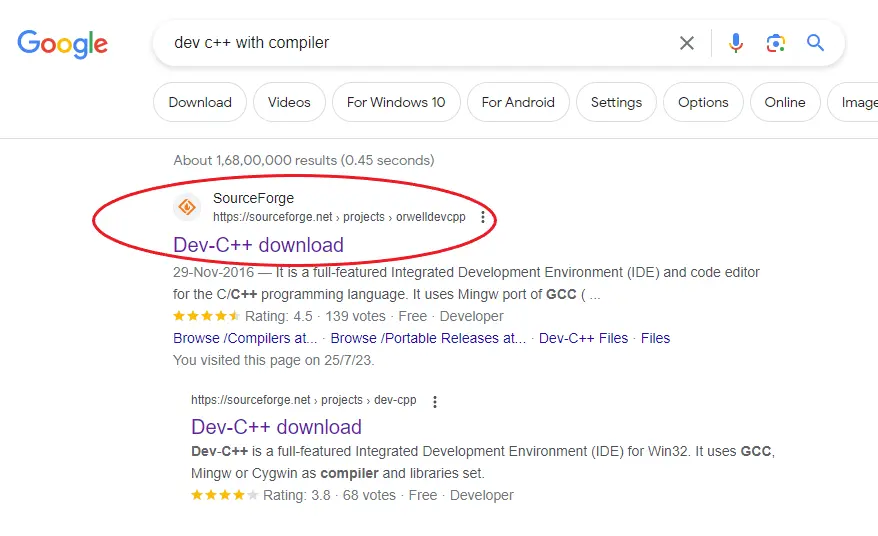 Google
dev c++ with compiler
Download Videos For Windows 10 For Android Settings Options Online Image
About 1,68,00,000 results (0.45 seconds)
SourceForge
https://sourceforge.net › projects › orwelldevcpp
Dev-C++ download
29-Nov-2016 — It is a full-featured Integrated Development Environment (IDE) and code editor
for the C/C++ programming language. It uses Mingw port of GCC ( ...
Rating: 4.5 · 139 votes · Free · Developer
Browse /Compilers at... · Browse /Portable Releases at... · Dev-C++ Files · Files
You visited this page on 25/7/23.
https://sourceforge.net › projects › dev-cpp
Dev-C++ download
Dev-C++ is a full-featured Integrated Development Environment (IDE) for Win32. It uses GCC,
Mingw or Cygwin as compiler and libraries set.
Rating: 3.8 · 68 votes · Free · Developer